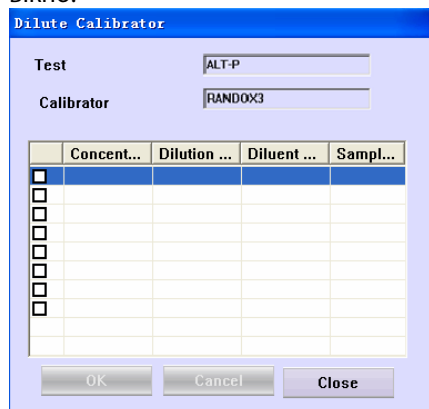 Dilute Calibrator
Test ALT-P
Calibrator RANDOX3
Concent... Dilution ... Diluent ... Sampl...
OK Cancel Close